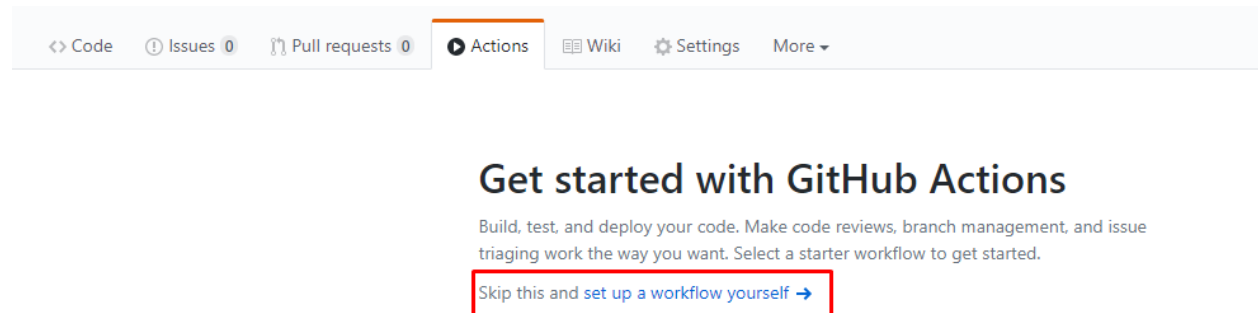 Code Issues 0 Pull requests 0 Actions Wiki Settings More
Get started with GitHub Actions
Build, test, and deploy your code. Make code reviews, branch management, and issue
triaging work the way you want. Select a starter workflow to get started.
Skip this and set up a workflow yourself →